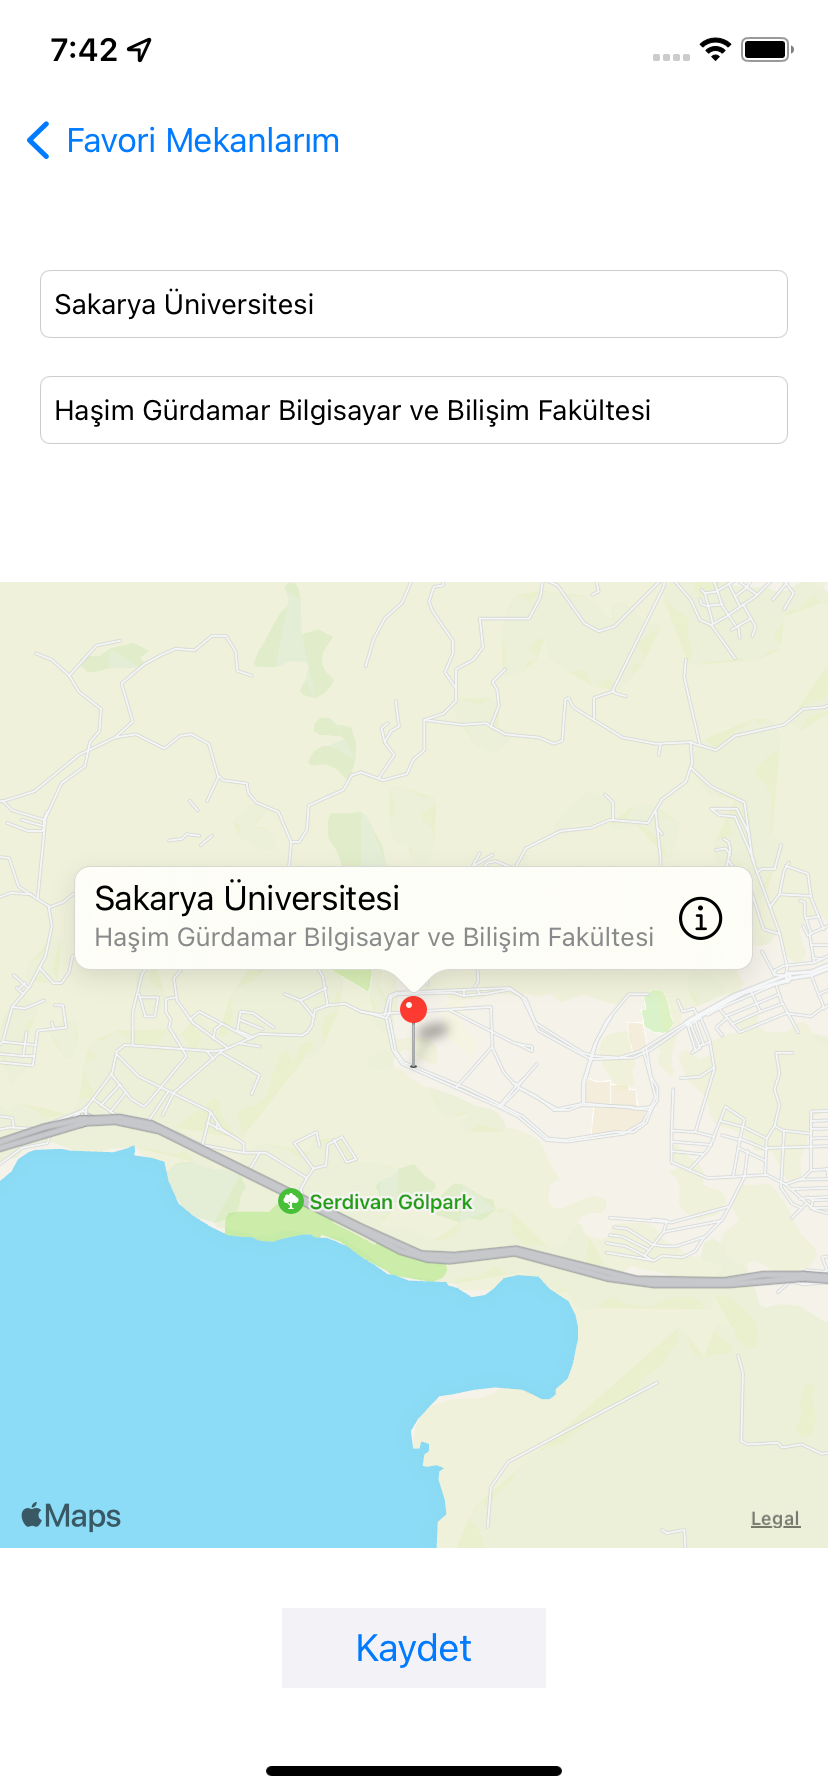 7:42
Favori Mekanlarım
Sakarya Üniversitesi
Haşim Gürdamar Bilgisayar ve Bilişim Fakültesi
Sakarya Üniversitesi
Haşim Gürdamar Bilgisayar ve Bilişim Fakültesi
Serdivan Gölpark
Maps
Legal
Kaydet